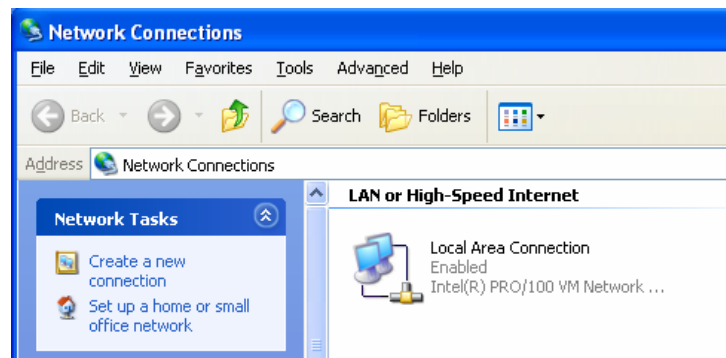 Network Connections
File Edit View Favorites Tools Advanced Help
Back Search Folders
Address Network Connections
Network Tasks
Create a new
connection
Set up a home or small
office network
LAN or High-Speed Internet
Local Area Connection
Enabled
Intel(R) PRO/100 VM Network ...